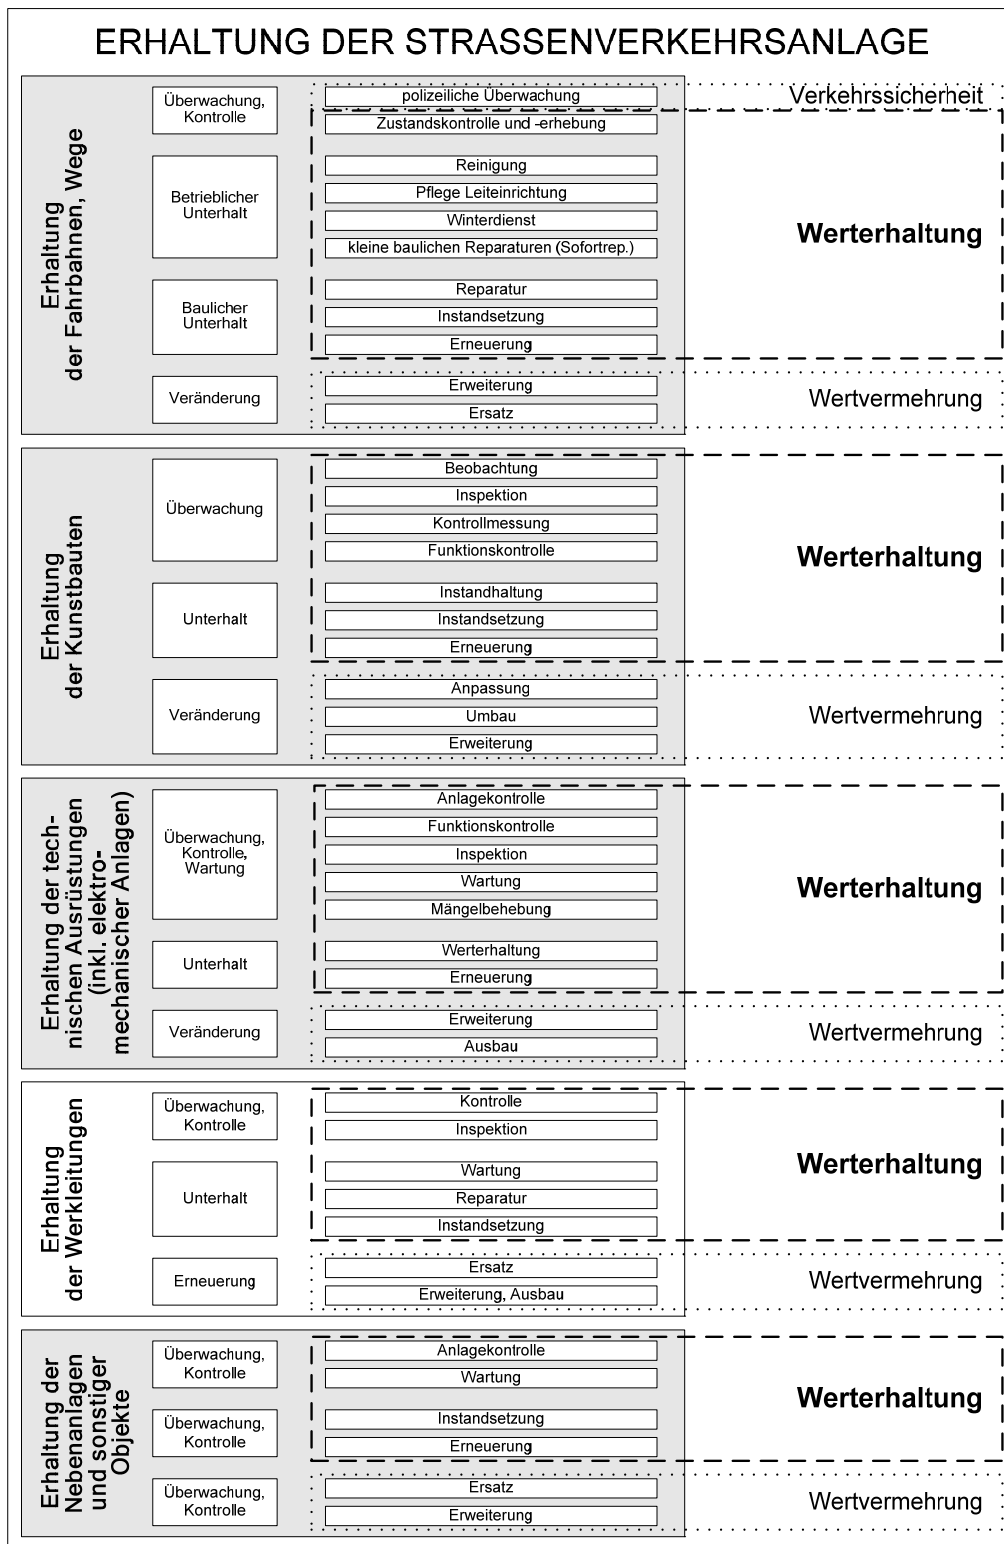 ERHALTUNG DER STRASSENVERKEHRSANLAGE
Erhaltung
der Fahrbahnen, Wege
Überwachung,
Kontrolle
polizeiliche Überwachung
Zustandskontrolle und -erhebung
Betrieblicher
Unterhalt
Reinigung
Pflege Leiteinrichtung
Winterdienst
kleine baulichen Reparaturen (Sofortrep.)
Baulicher
Unterhalt
Reparatur
Instandsetzung
Erneuerung
Veränderung
Erweiterung
Ersatz
Verkehrssicherheit
Werterhaltung
Wertvermehrung
Erhaltung
der Kunstbauten
Überwachung
Beobachtung
Inspektion
Kontrollmessung
Funktionskontrolle
Unterhalt
Instandhaltung
Instandsetzung
Erneuerung
Veränderung
Anpassung
Umbau
Erweiterung
Werterhaltung
Wertvermehrung
Erhaltung der tech-
nischen Ausrüstungen
(inkl. elektro-
mechanischer Anlagen)
Überwachung,
Kontrolle,
Wartung
Anlagekontrolle
Funktionskontrolle
Inspektion
Wartung
Mängelbehebung
Unterhalt
Werterhaltung
Erneuerung
Veränderung
Erweiterung
Ausbau
Werterhaltung
Wertvermehrung
Erhaltung
der Werkleitungen
Überwachung,
Kontrolle
Kontrolle
Inspektion
Unterhalt
Wartung
Reparatur
Instandsetzung
Erneuerung
Ersatz
Erweiterung, Ausbau
Werterhaltung
Wertvermehrung
Erhaltung der
Nebenanlagen
und sonstiger
Objekte
Überwachung,
Kontrolle
Anlagekontrolle
Wartung
Überwachung,
Kontrolle
Instandsetzung
Erneuerung
Überwachung,
Kontrolle
Ersatz
Erweiterung
Werterhaltung
Wertvermehrung